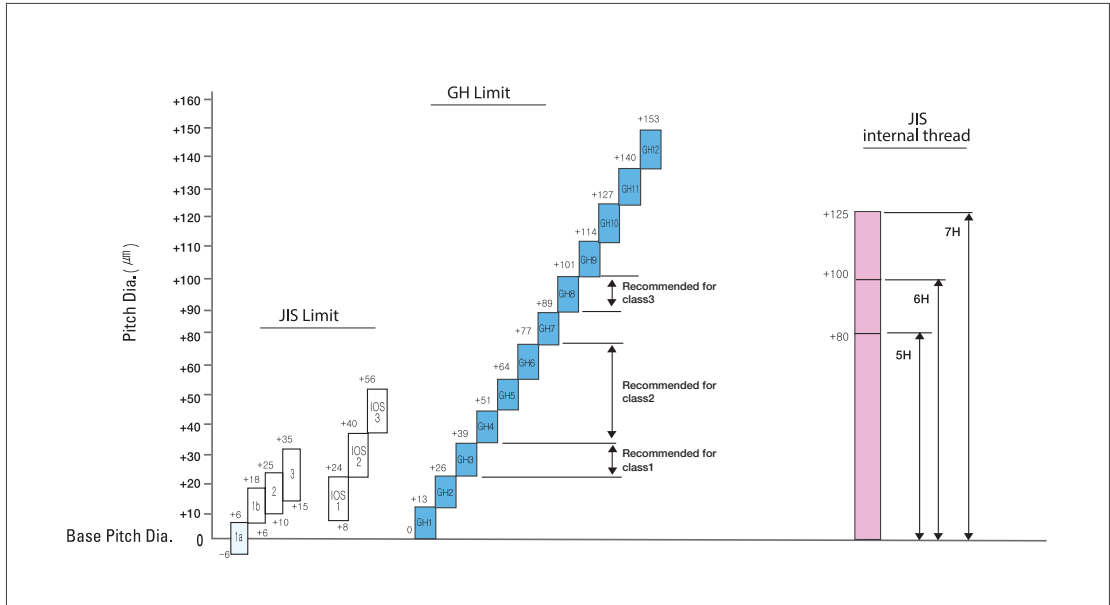 GH Limit
JIS
internal thread
JIS Limit
Pitch Dia. (㎛)
+160
+150
+140
+130
+120
+110
+100
+90
+80
+60
+50
+40
+30
+20
+10
0
Base Pitch Dia.
+6
1a
−6
+18
1b
+6
+25
2
+10
+35
3
+15
+24
IOS
1
+8
+40
IOS
2
+56
IOS
3
0
+13
GH1
+26
GH2
+39
GH3
+51
GH4
+64
GH5
+77
GH6
+89
GH7
+101
GH8
+114
GH9
+127
GH10
+140
GH11
+153
GH12
Recommended for
class3
Recommended for
class2
Recommended for
class1
+125
+100
+80
7H
6H
5H